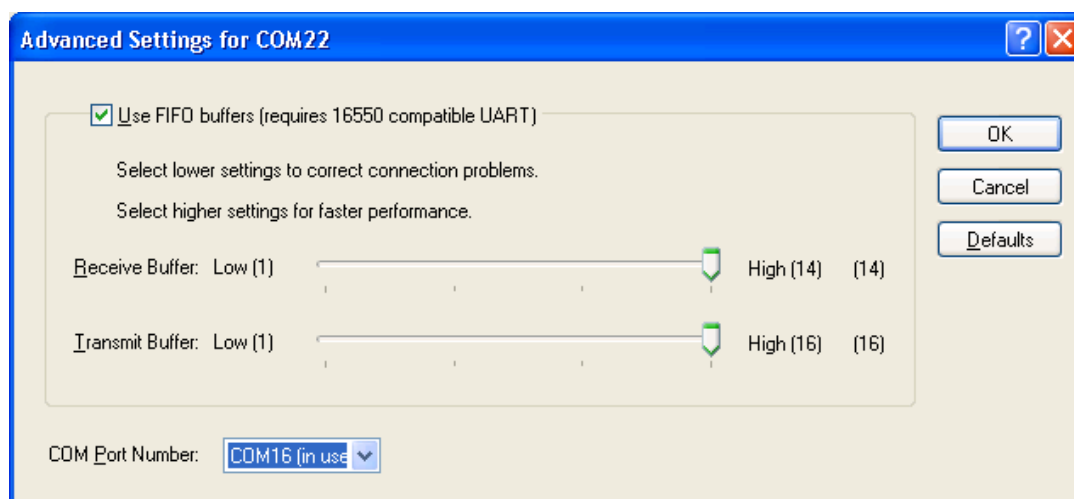 Advanced Settings for COM22
Use FIFO buffers (requires 16550 compatible UART)
OK
Select lower settings to correct connection problems.
Cancel
Select higher settings for faster performance.
Defaults
Receive Buffer: Low (1) High (14) (14)
Transmit Buffer: Low (1) High (16) (16)
COM Port Number: COM16 (in use